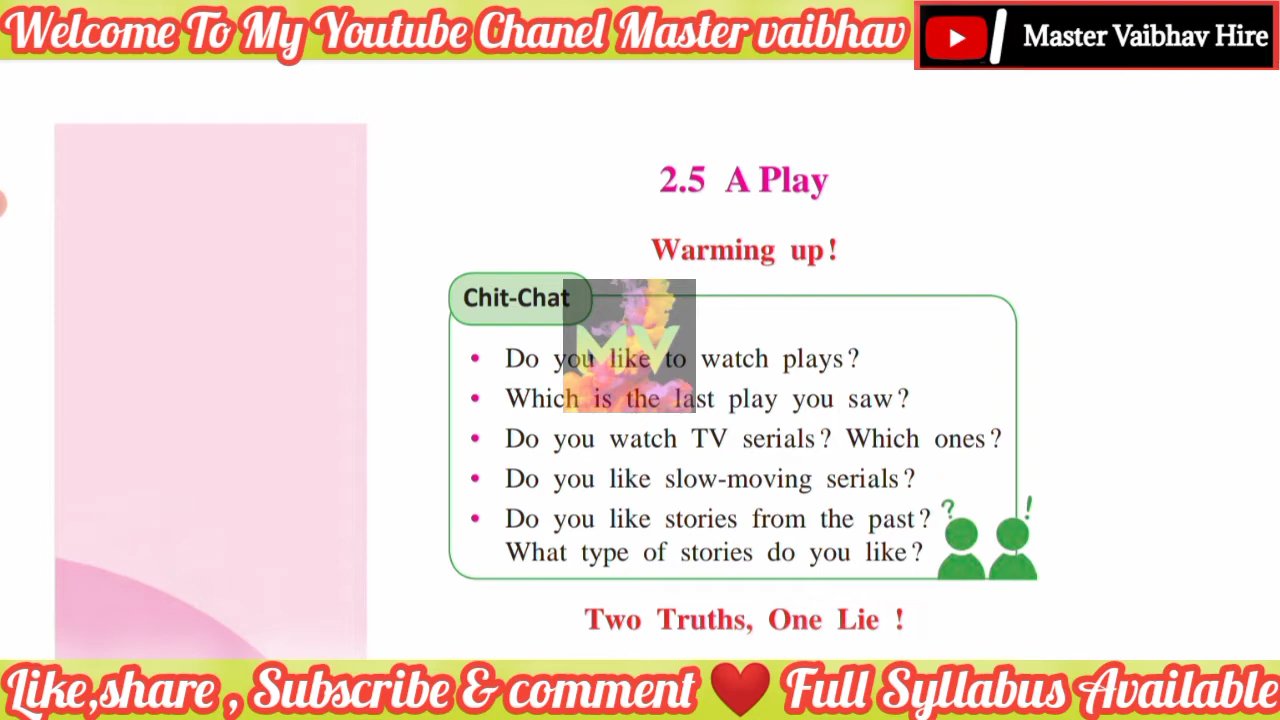 Welcome To My Youtube Chanel Master vaibhav
Master Vaibhav Hire
2.5 A Play
Warming up!
Chit-Chat
MV
• Do you like to watch plays?
• Which is the last play you saw?
• Do you watch TV serials? Which ones?
• Do you like slow-moving serials?
• Do you like stories from the past?
What type of stories do you like?
? !
Two Truths, One Lie !
Like,share , Subscribe & comment ❤️ Full Syllabus Available